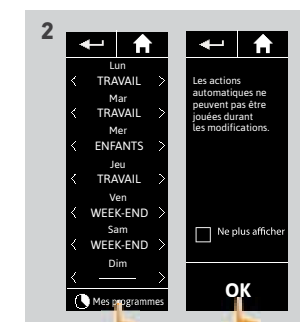 2
Lun
TRAVAIL
Mar
TRAVAIL
Mer
ENFANTS
Jeu
TRAVAIL
Ven
WEEK-END
Sam
WEEK-END
Dim
Mes programmes
Les actions
automatiques ne
peuvent pas être
jouées durant
les modifications.
Ne plus afficher
OK